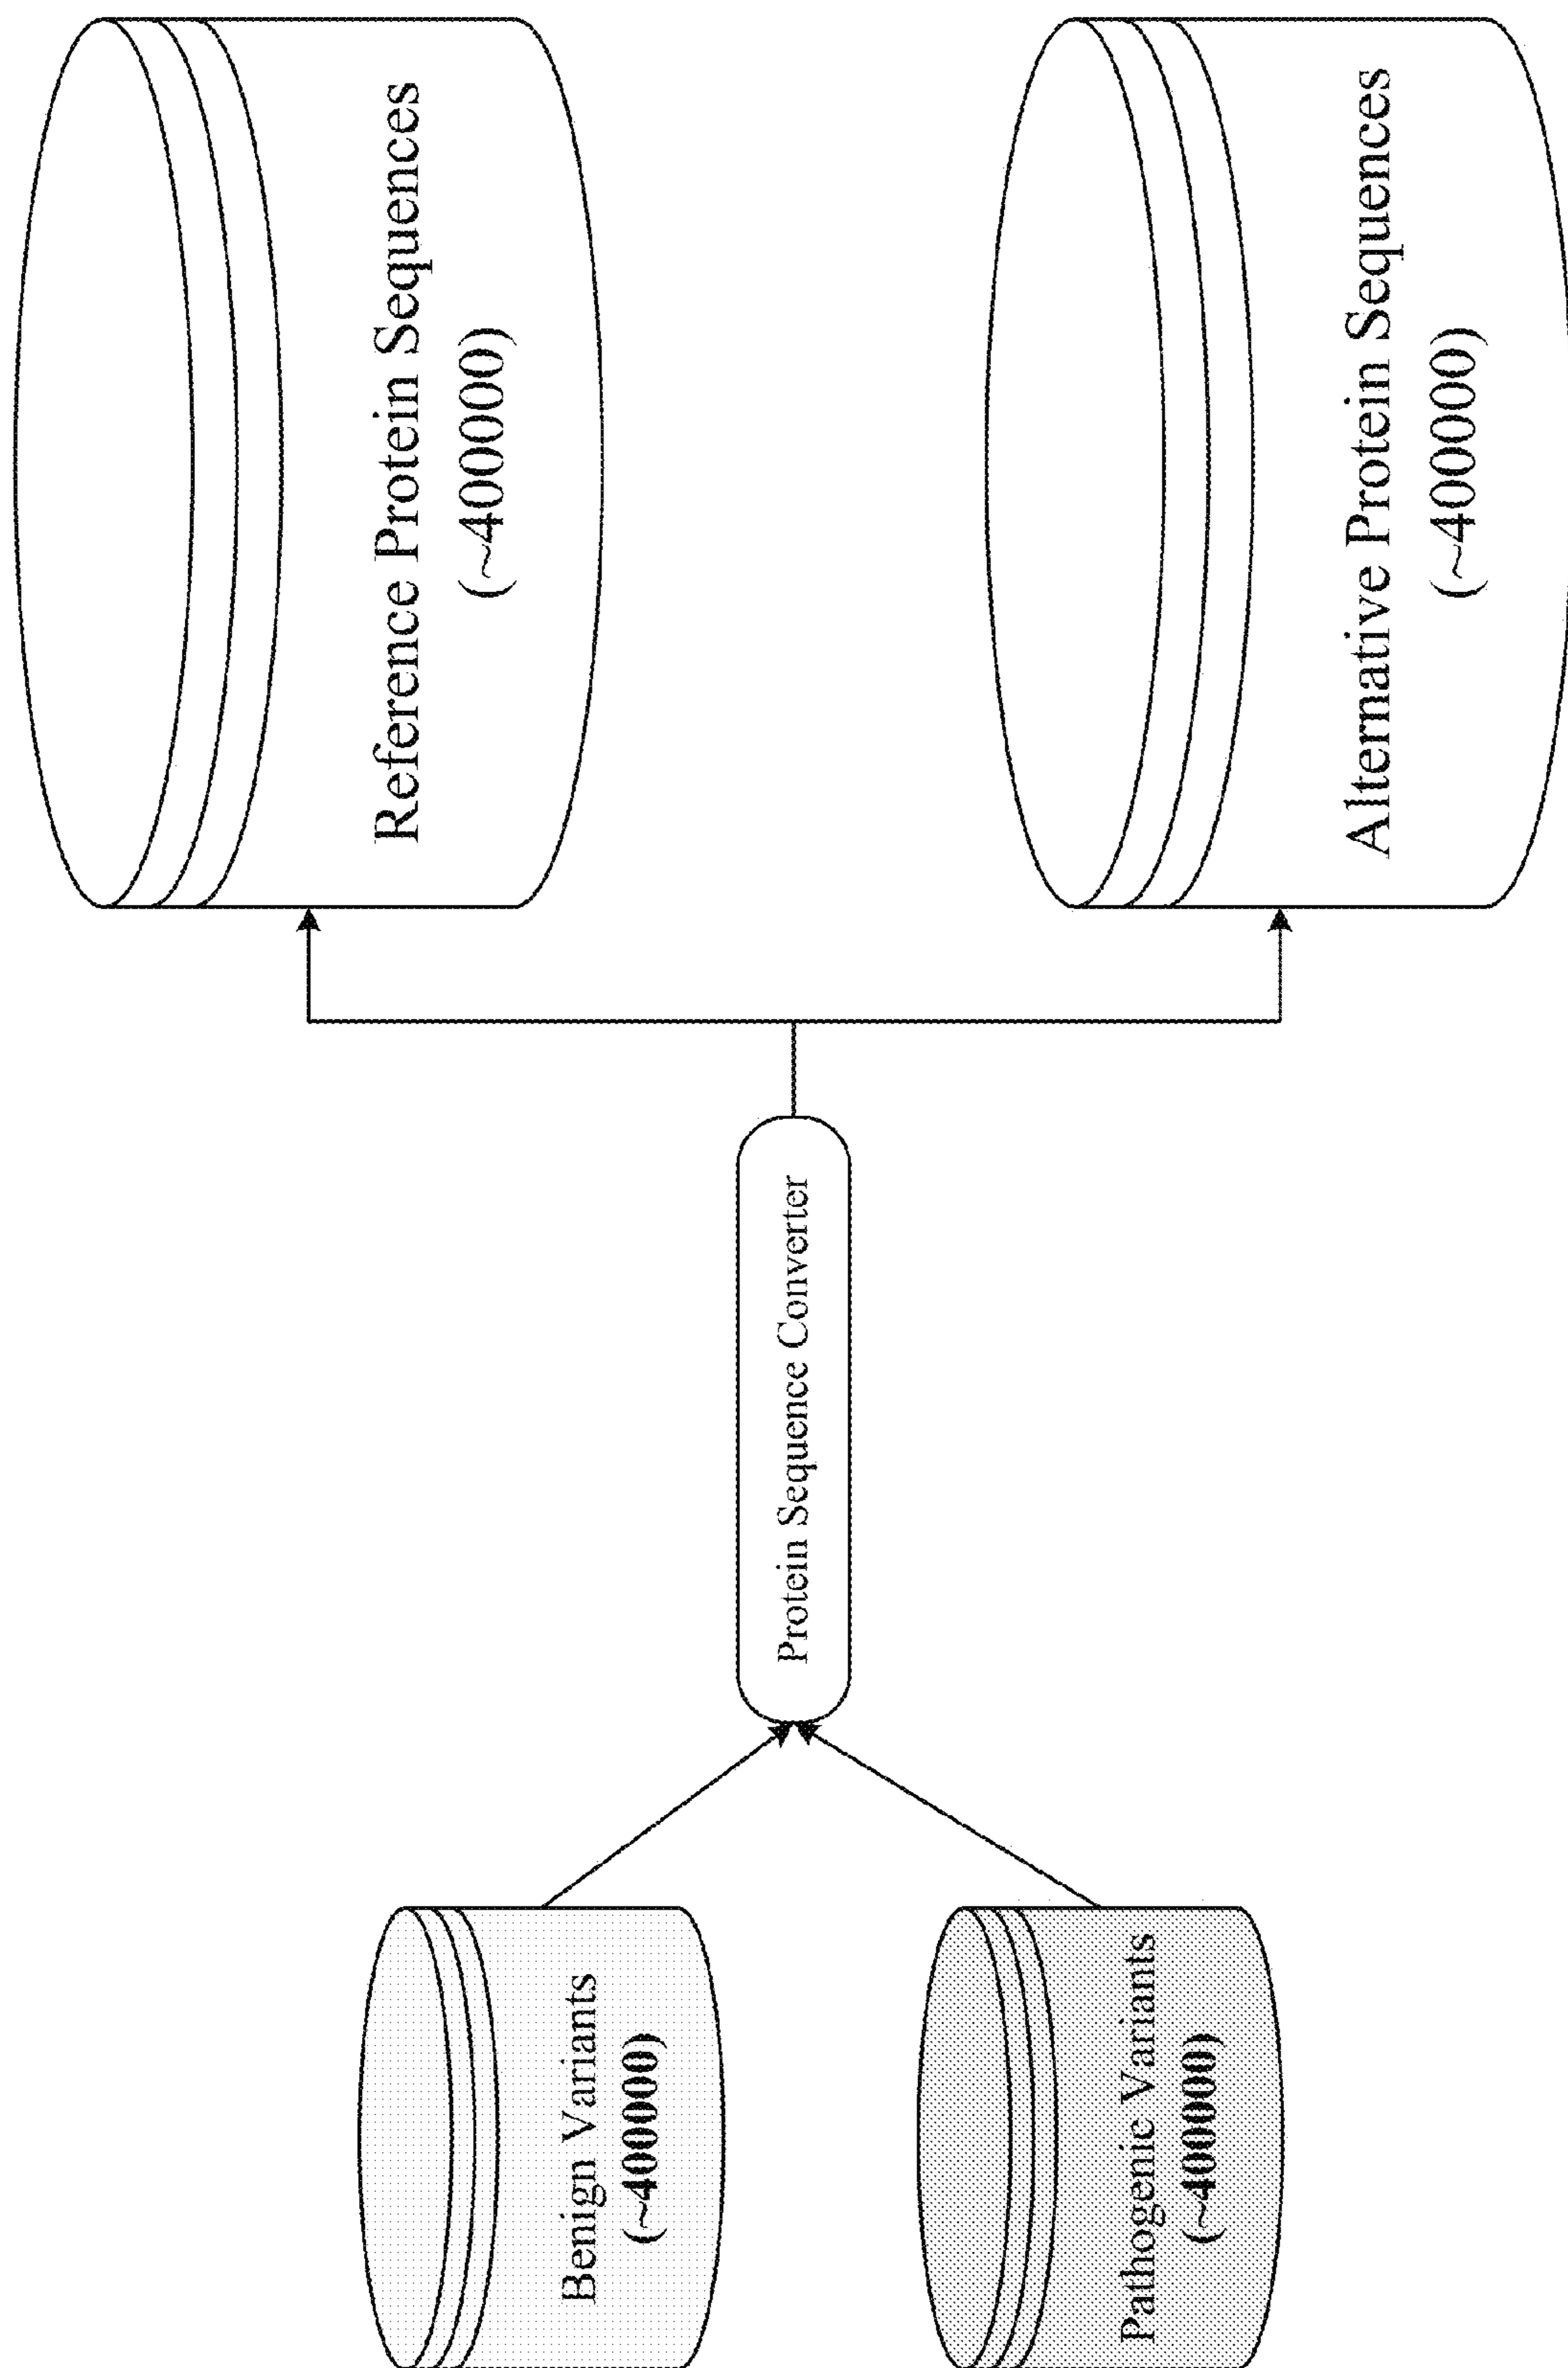 Benign Variants
(~400000)
Pathogenic Variants
(~400000)
Protein Sequence Converter
Reference Protein Sequences
(~400000)
Alternative Protein Sequences
(~400000)